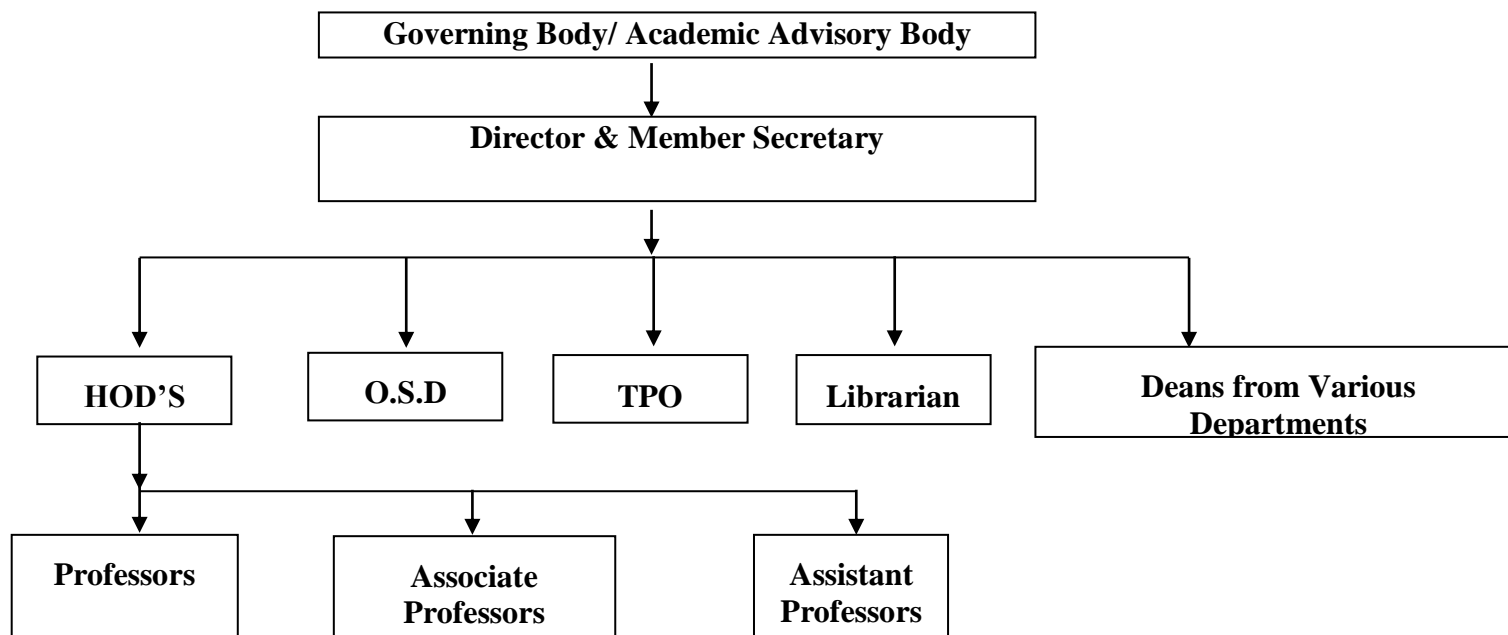 Governing Body/ Academic Advisory Body
Director & Member Secretary
HOD’S
O.S.D
TPO
Librarian
Deans from Various
Departments
Professors
Associate
Professors
Assistant
Professors